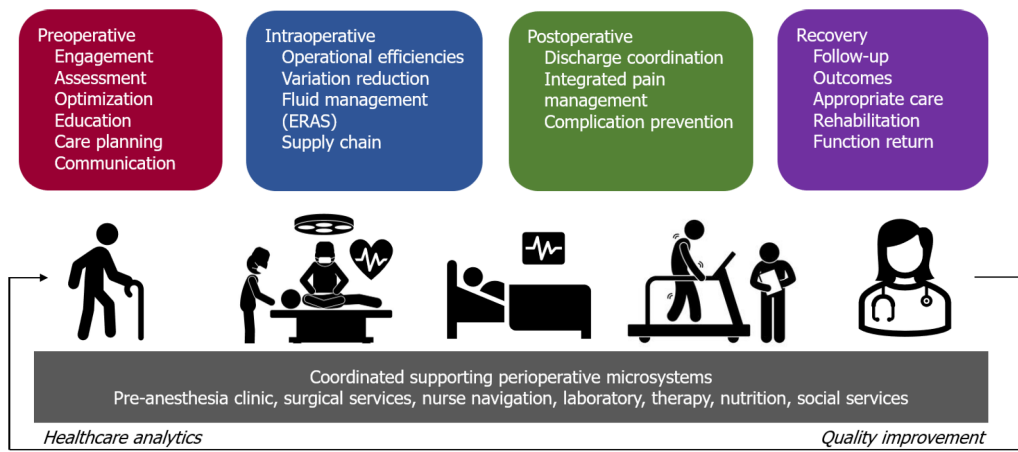 Preoperative
Engagement
Assessment
Optimization
Education
Care planning
Communication
Intraoperative
Operational efficiencies
Variation reduction
Fluid management
(ERAS)
Supply chain
Postoperative
Discharge coordination
Integrated pain
management
Complication prevention
Recovery
Follow-up
Outcomes
Appropriate care
Rehabilitation
Function return
Coordinated supporting perioperative microsystems
Pre-anesthesia clinic, surgical services, nurse navigation, laboratory, therapy, nutrition, social services
Healthcare analytics
Quality improvement